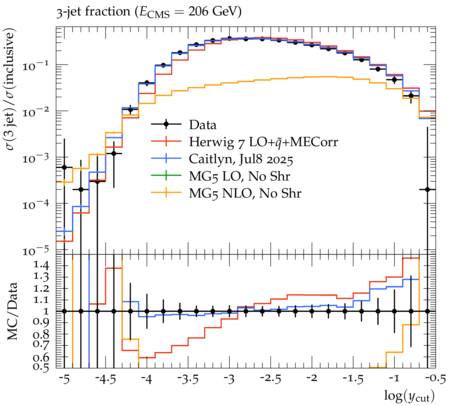 3-jet fraction (E_CMS = 206 GeV)
σ(3 jet)/σ(inclusive)
10⁻¹
10⁻²
10⁻³
10⁻⁴
10⁻⁵
Data
Herwig 7 LO+q̃+MECorr
Caitlyn, Jul8 2025
MG5 LO, No Shr
MG5 NLO, No Shr
MC/Data
1.4
1.3
1.2
1.1
1
0.9
0.8
0.7
0.6
0.5
-5 -4.5 -4 -3.5 -3 -2.5 -2 -1.5 -1 -0.5
log(y_cut)